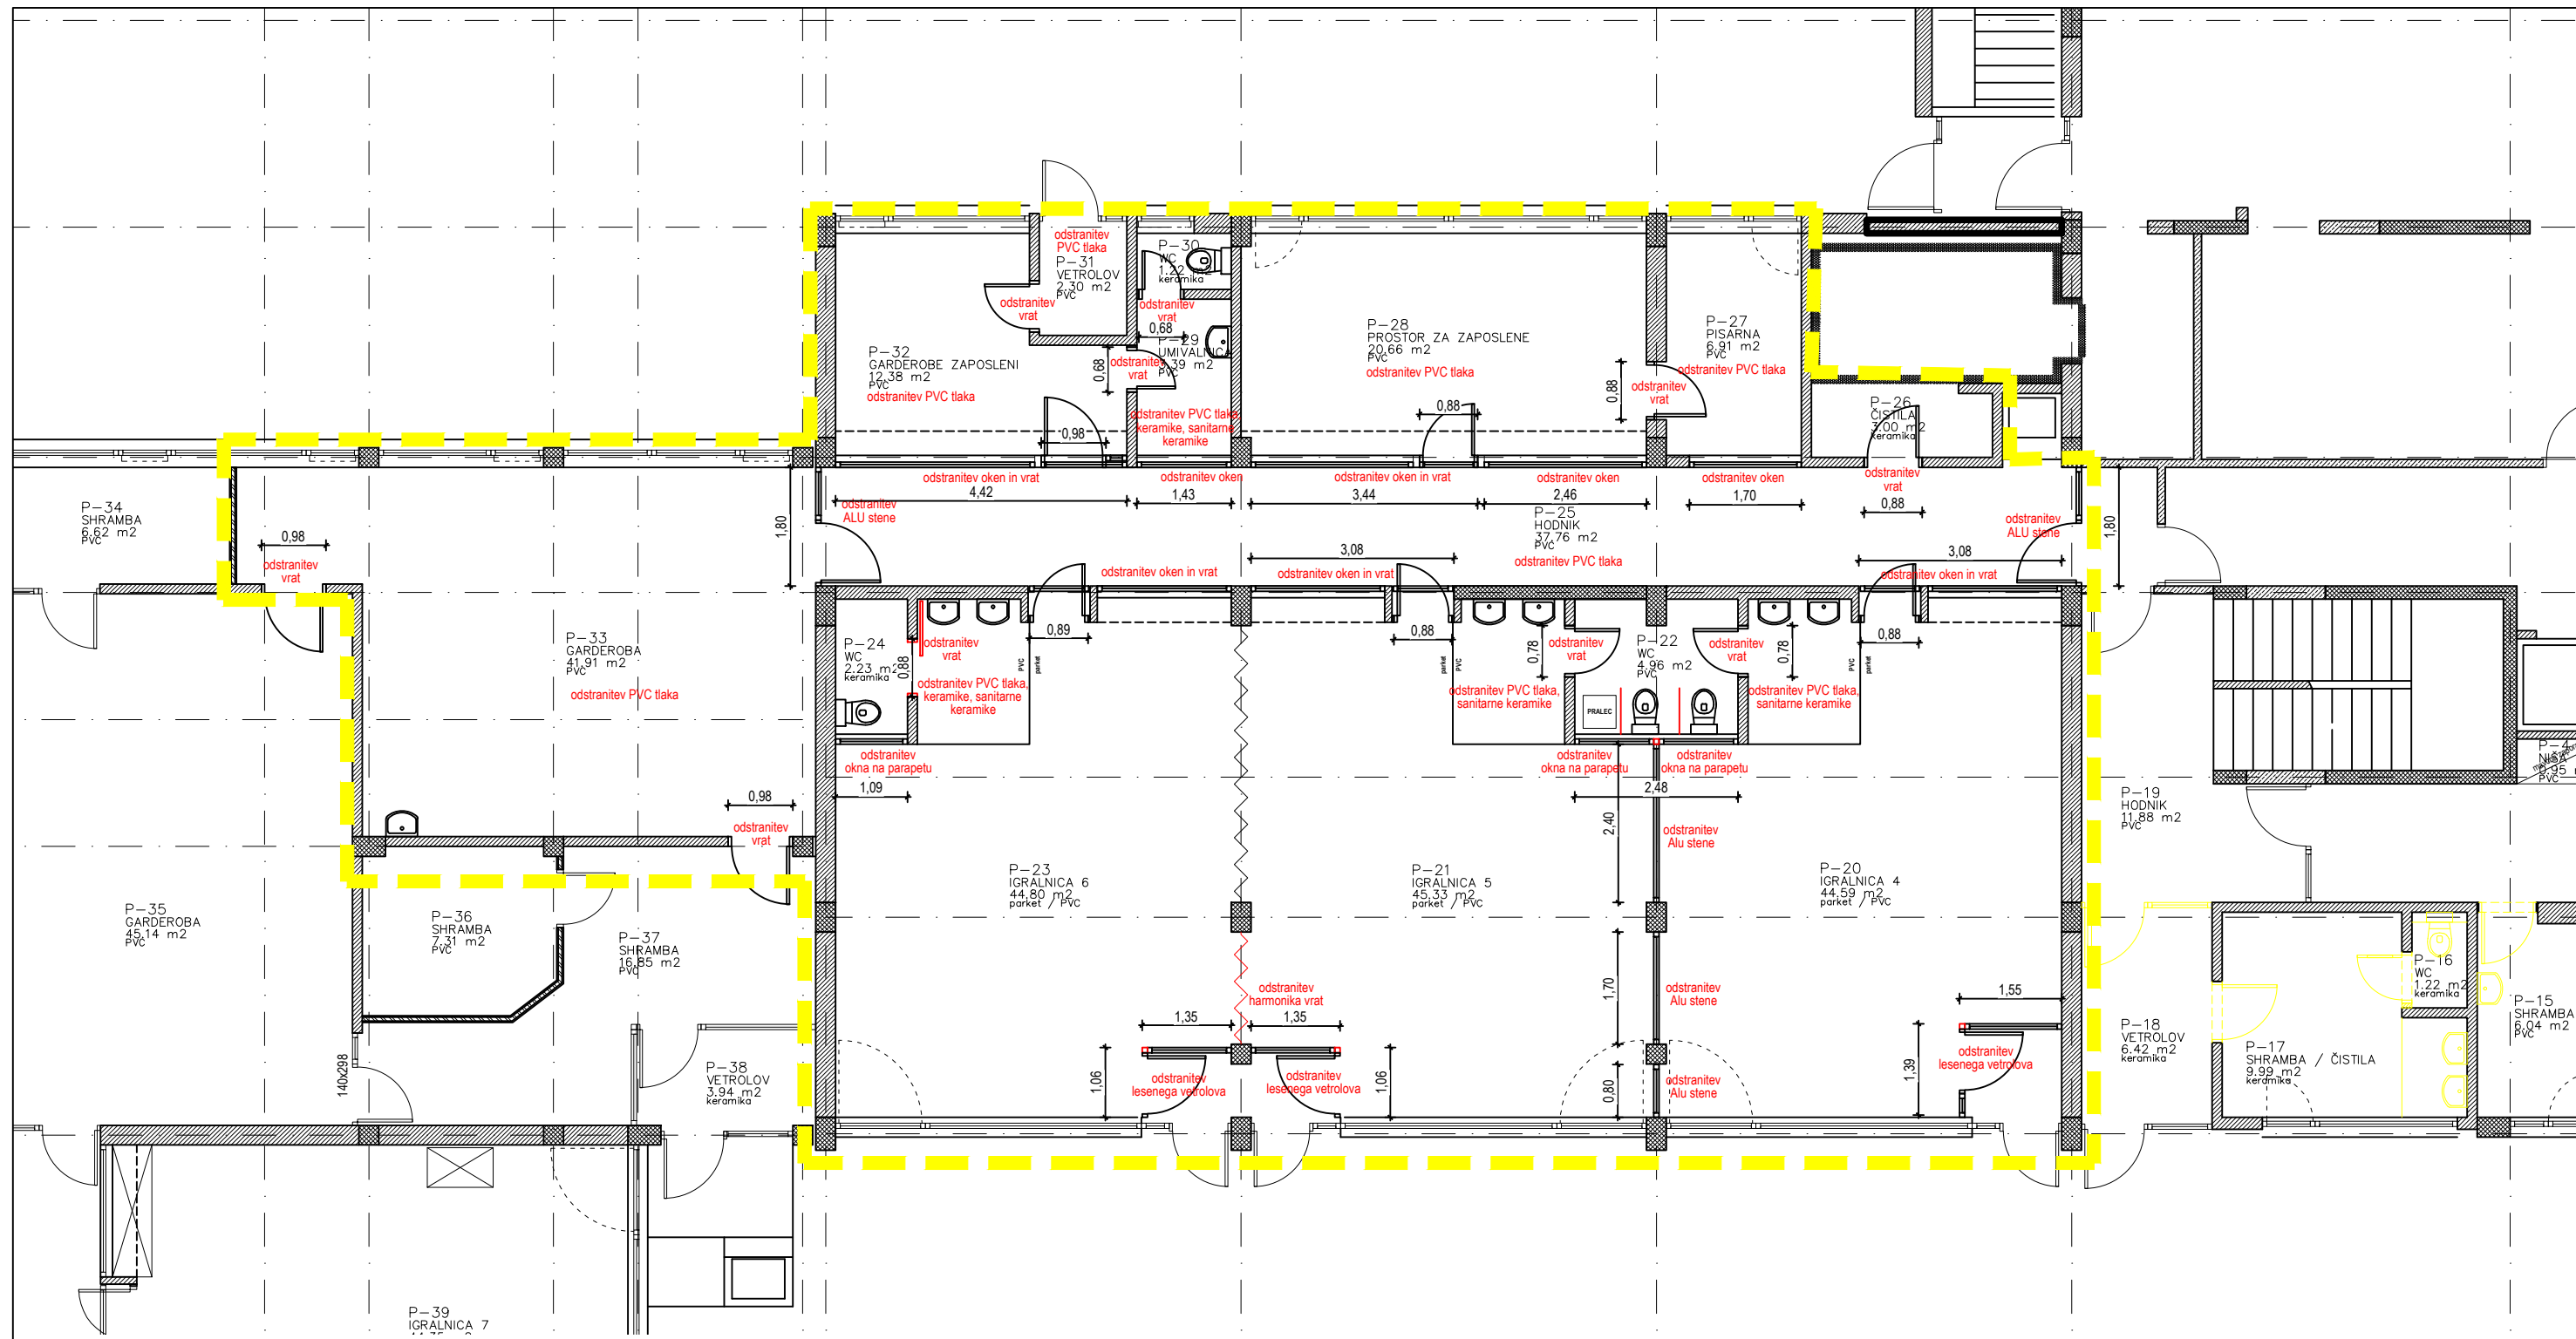 odstranitev
PVC tlaka
P-31
VETROLOV
2.30 m2
PVC
odstranitev
vrat
P-30
WC
1.22 m2
keramika
odstranitev
vrat
0,68
P-29
UMIVALNICA
3.39 m2
PVC
odstranitev
vrat
0,68
odstranitev PVC tlaka,
keramike, sanitarne
keramike
P-32
GARDEROBE ZAPOSLENI
12.38 m2
PVC
odstranitev PVC tlaka
0,98
P-28
PROSTOR ZA ZAPOSLENE
20.66 m2
PVC
odstranitev PVC tlaka
0,88
0,88
odstranitev
vrat
P-27
PISARNA
6.91 m2
PVC
odstranitev PVC tlaka
P-26
ČISTILA
3.00 m2
keramika
odstranitev
vrat
0,88
odstranitev oken in vrat
4,42
odstranitev oken
1,43
odstranitev oken in vrat
3,44
odstranitev oken
2,46
odstranitev oken
1,70
P-34
SHRAMBA
6.62 m2
PVC
0,98
odstranitev
vrat
1,80
odstranitev
ALU stene
P-25
HODNIK
37.76 m2
PVC
odstranitev PVC tlaka
3,08
odstranitev
ALU stene
3,08
1,80
odstranitev oken in vrat
odstranitev oken in vrat
odstranitev oken in vrat
P-33
GARDEROBA
41.91 m2
PVC
odstranitev PVC tlaka
P-24
WC
2.23 m2
keramika
0,88
odstranitev
vrat
odstranitev PVC tlaka,
keramike, sanitarne
keramike
0,89
PVC
parket
0,88
parket
PVC
0,78
odstranitev
vrat
odstranitev PVC tlaka,
sanitarne keramike
P-22
WC
4.96 m2
PVC
PRALEC
odstranitev
vrat
0,78
odstranitev PVC tlaka,
sanitarne keramike
PVC
parket
0,88
odstranitev
okna na parapetu
1,09
odstranitev
okna na parapetu
odstranitev
okna na parapetu
2,48
2,40
odstranitev
Alu stene
0,98
odstranitev
vrat
P-19
HODNIK
11.88 m2
PVC
P-4
NIŠA
PVC
P-23
IGRALNICA 6
44.80 m2
parket / PVC
P-21
IGRALNICA 5
45.33 m2
parket / PVC
P-20
IGRALNICA 4
44.59 m2
parket / PVC
P-35
GARDEROBA
45.14 m2
PVC
P-36
SHRAMBA
7.31 m2
PVC
P-37
SHRAMBA
16.85 m2
PVC
odstranitev
harmonika vrat
1,70
odstranitev
Alu stene
1,55
P-16
WC
1.22 m2
keramika
P-15
SHRAMBA
6.04 m2
PVC
1,35
1,35
P-38
VETROLOV
3.94 m2
keramika
140x298
1,06
odstranitev
lesenega vetrolova
odstranitev
lesenega vetrolova
1,06
0,80
odstranitev
Alu stene
1,39
odstranitev
lesenega vetrolova
P-18
VETROLOV
6.42 m2
keramika
P-17
SHRAMBA / ČISTILA
9.99 m2
keramika
P-39
IGRALNICA 7